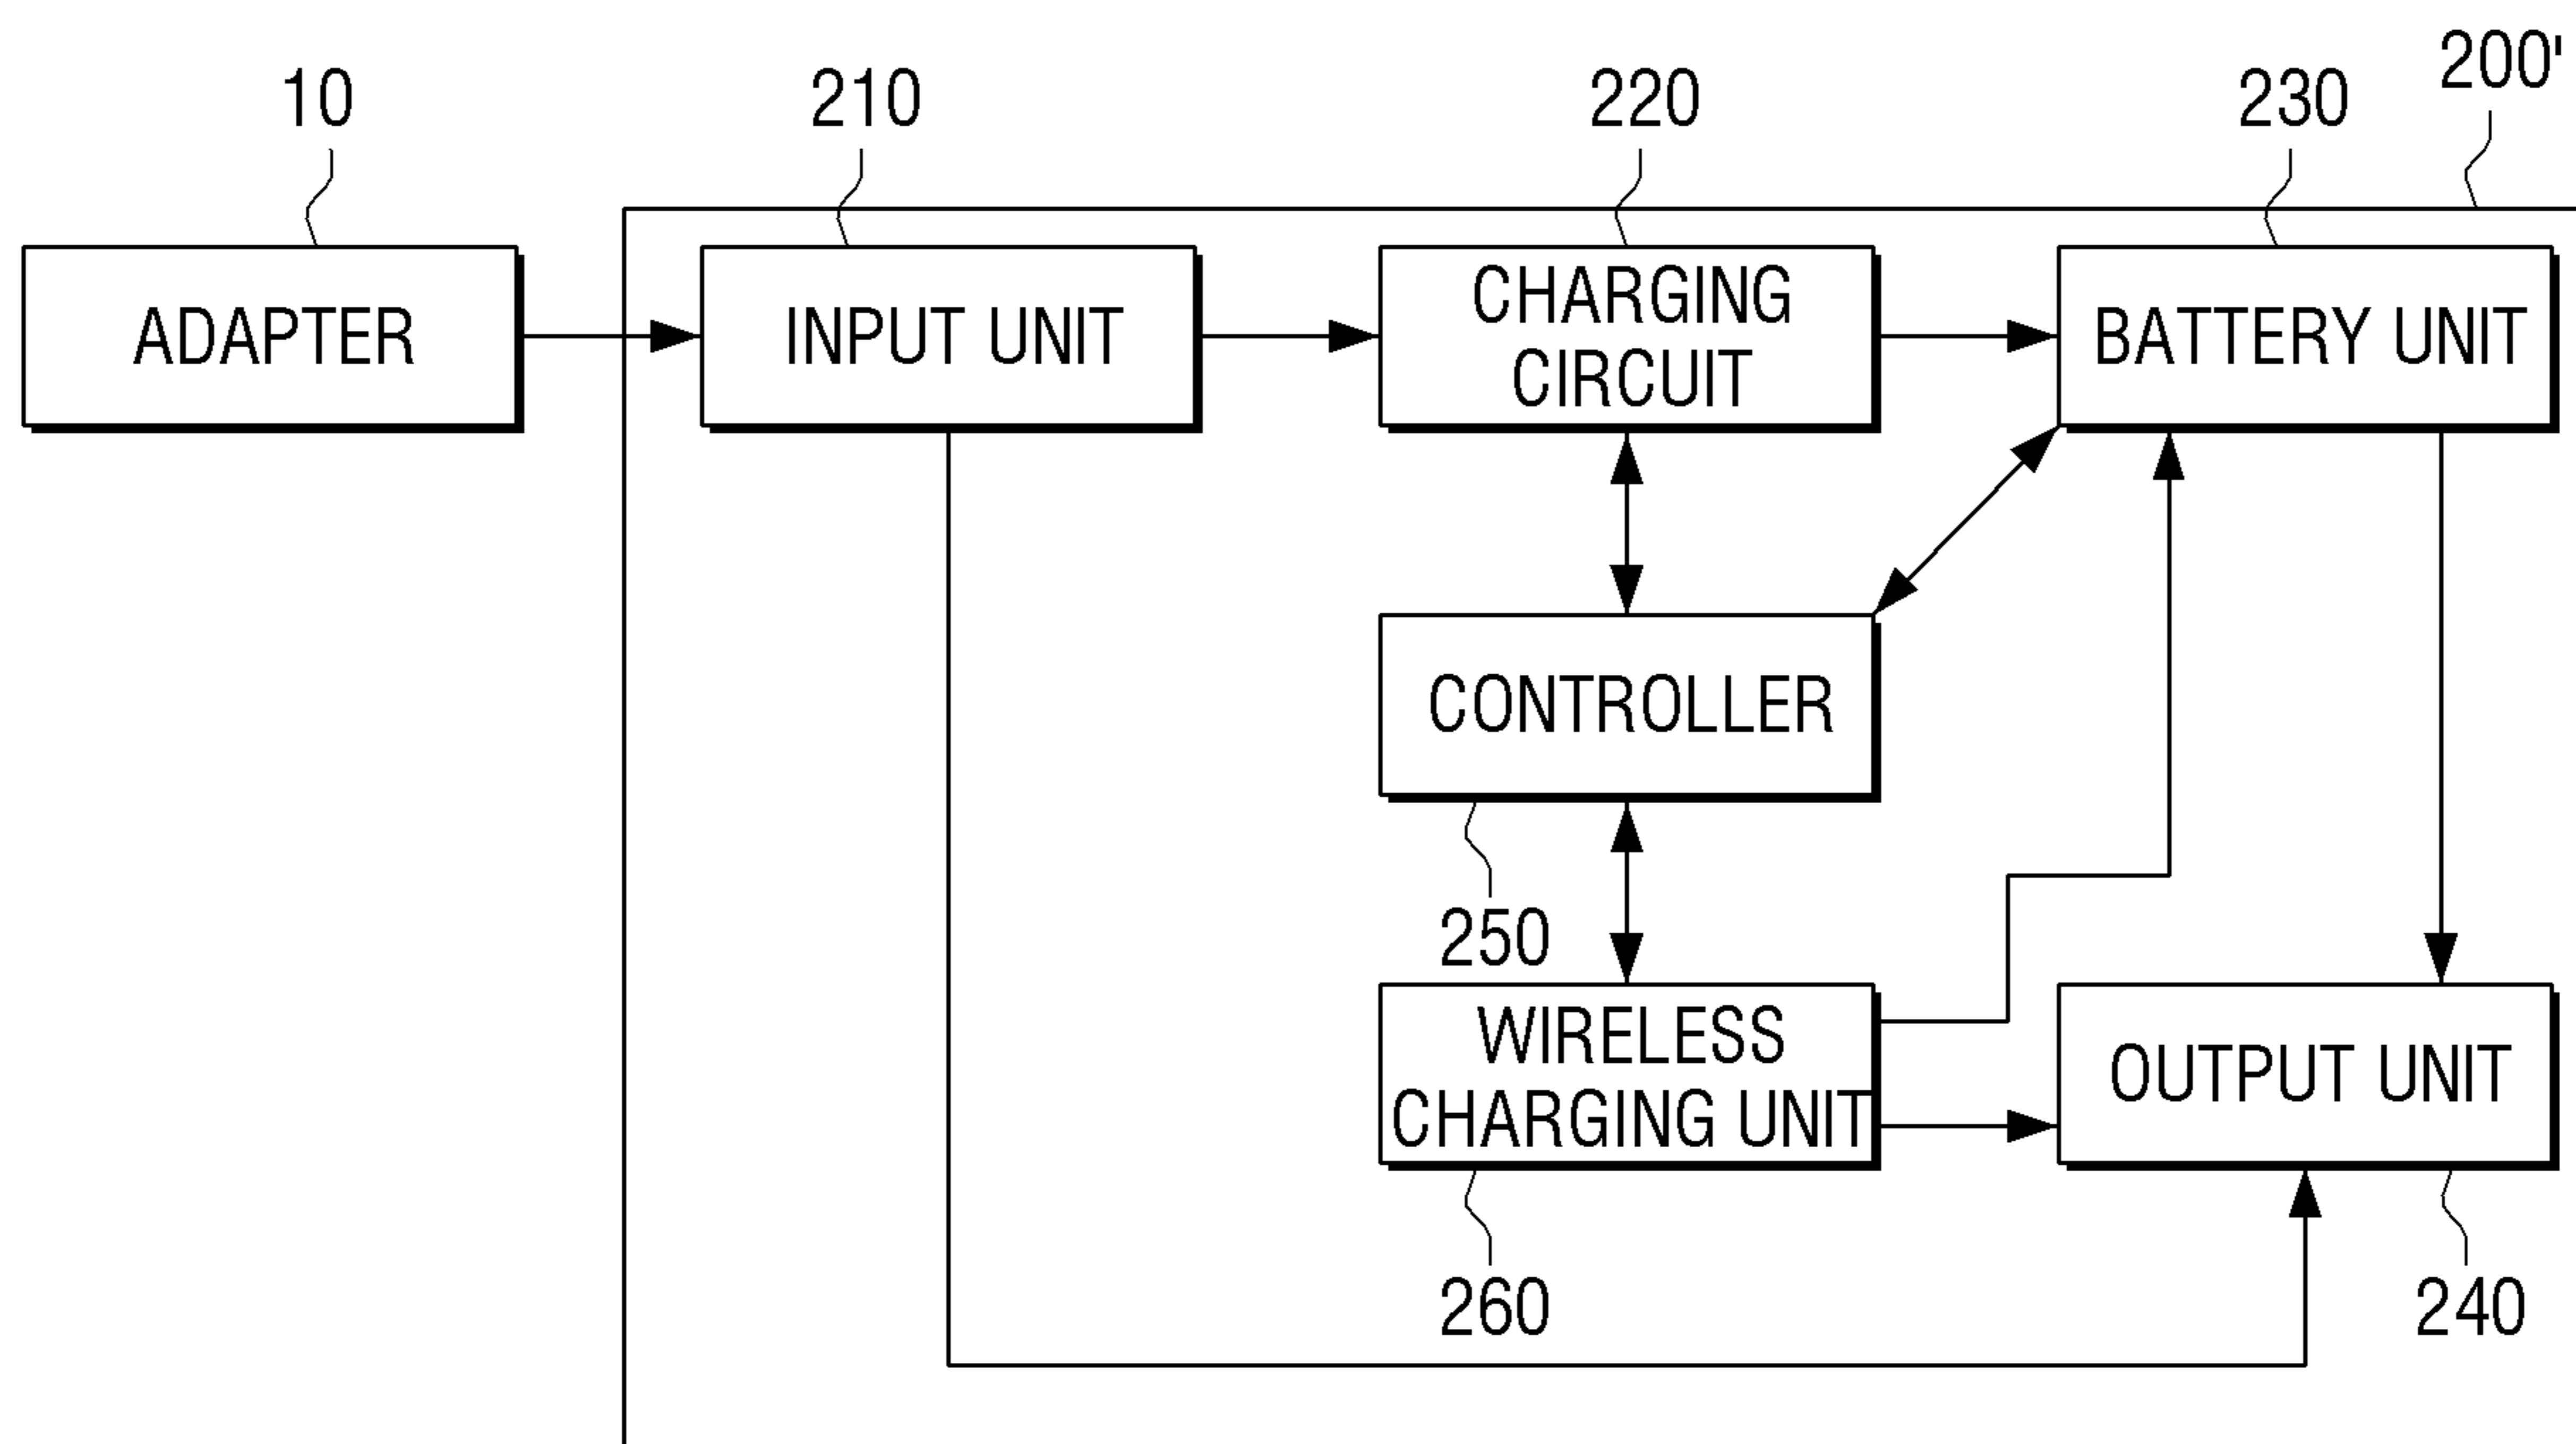 200'
10
210
220
230
ADAPTER
INPUT UNIT
CHARGING
CIRCUIT
BATTERY UNIT
CONTROLLER
250
WIRELESS
CHARGING UNIT
OUTPUT UNIT
260
240